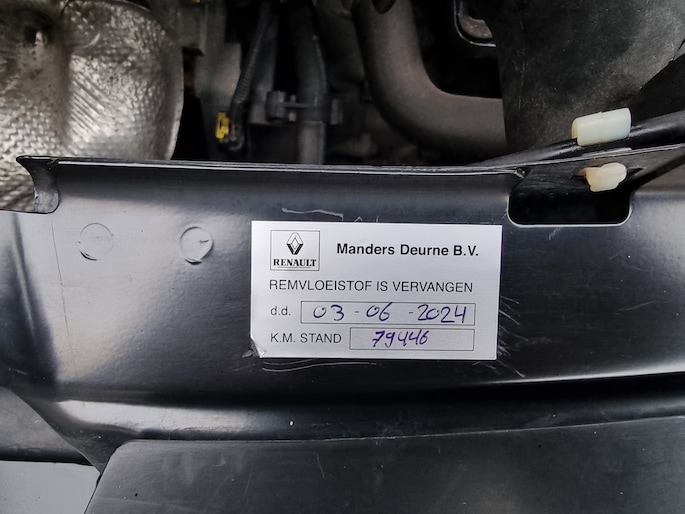 Manders Deurne B.V.
RENAULT
REMVLOEISTOF IS VERVANGEN
d.d. 03-06-2024
K.M. STAND 79446